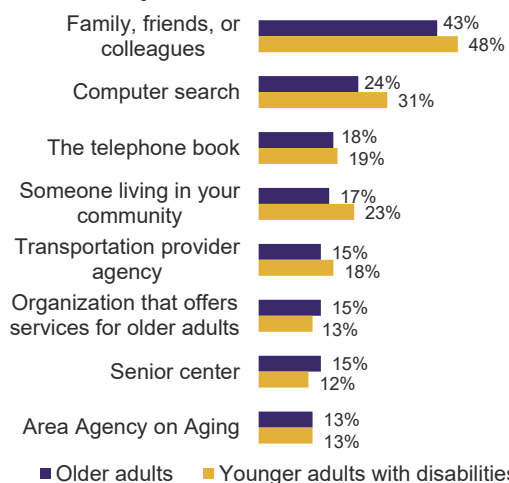 Family, friends, or
colleagues
43%
48%
Computer search
24%
31%
The telephone book
18%
19%
Someone living in your
community
17%
23%
Transportation provider
agency
15%
18%
Organization that offers
services for older adults
15%
13%
Senior center
15%
12%
Area Agency on Aging
13%
13%
Older adults
Younger adults with disabilities